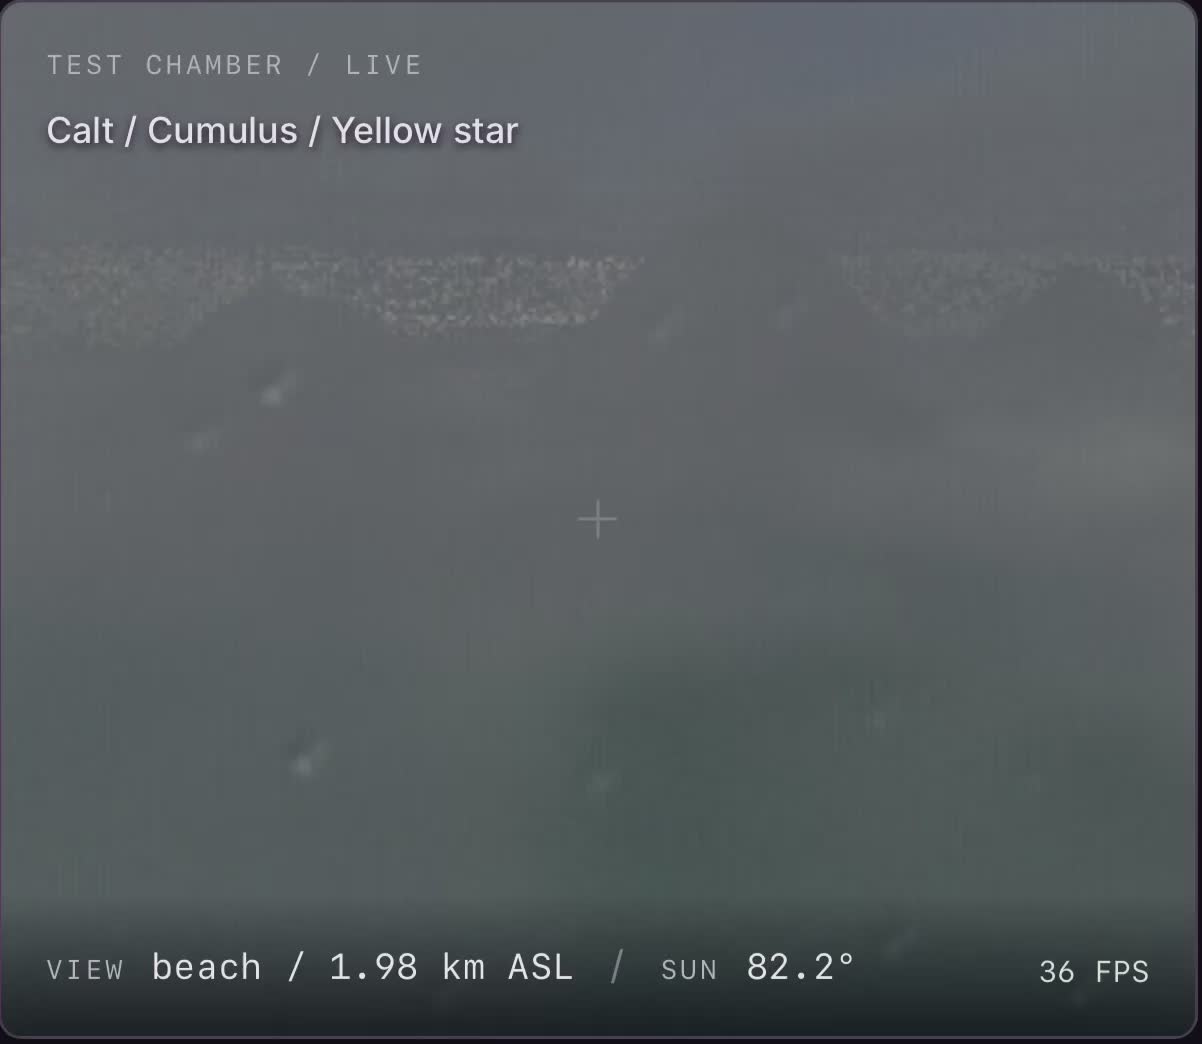 TEST CHAMBER / LIVE
Calt / Cumulus / Yellow star
VIEW beach / 1.98 km ASL / SUN 82.2° 36 FPS